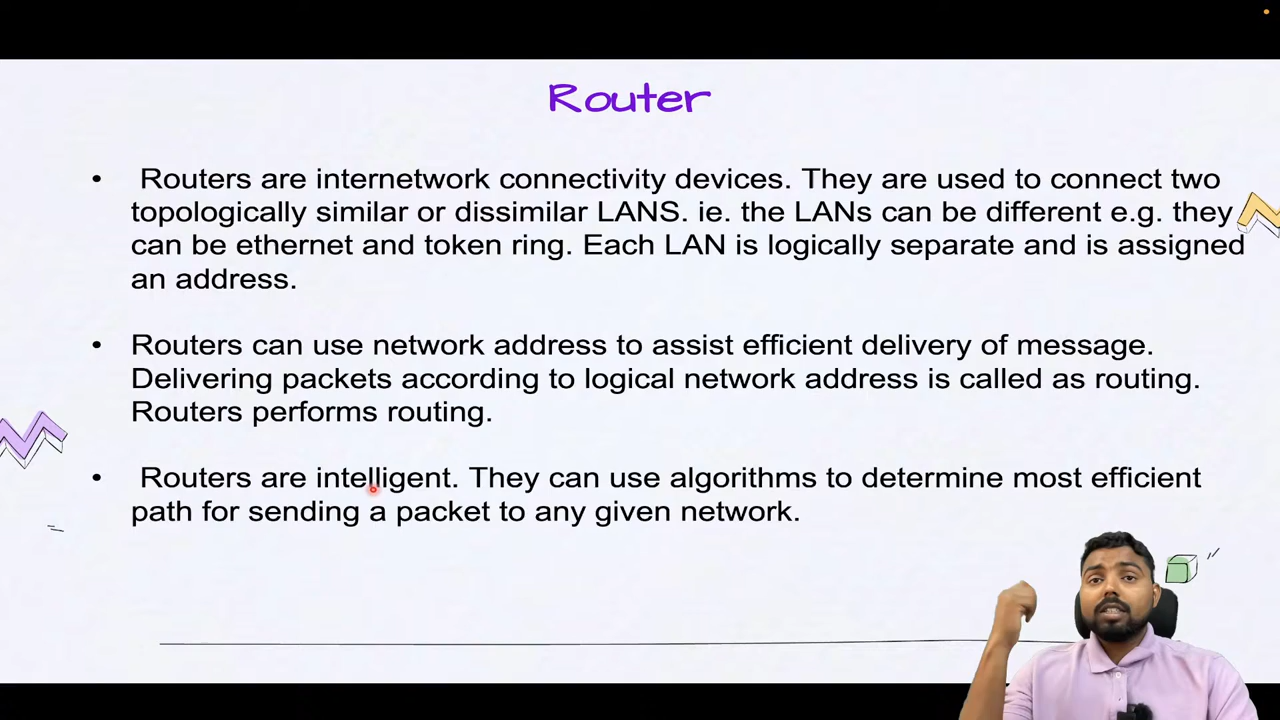 Router
• Routers are internetwork connectivity devices. They are used to connect two
topologically similar or dissimilar LANS. ie. the LANs can be different e.g. they
can be ethernet and token ring. Each LAN is logically separate and is assigned
an address.
• Routers can use network address to assist efficient delivery of message.
Delivering packets according to logical network address is called as routing.
Routers performs routing.
• Routers are intelligent. They can use algorithms to determine most efficient
path for sending a packet to any given network.